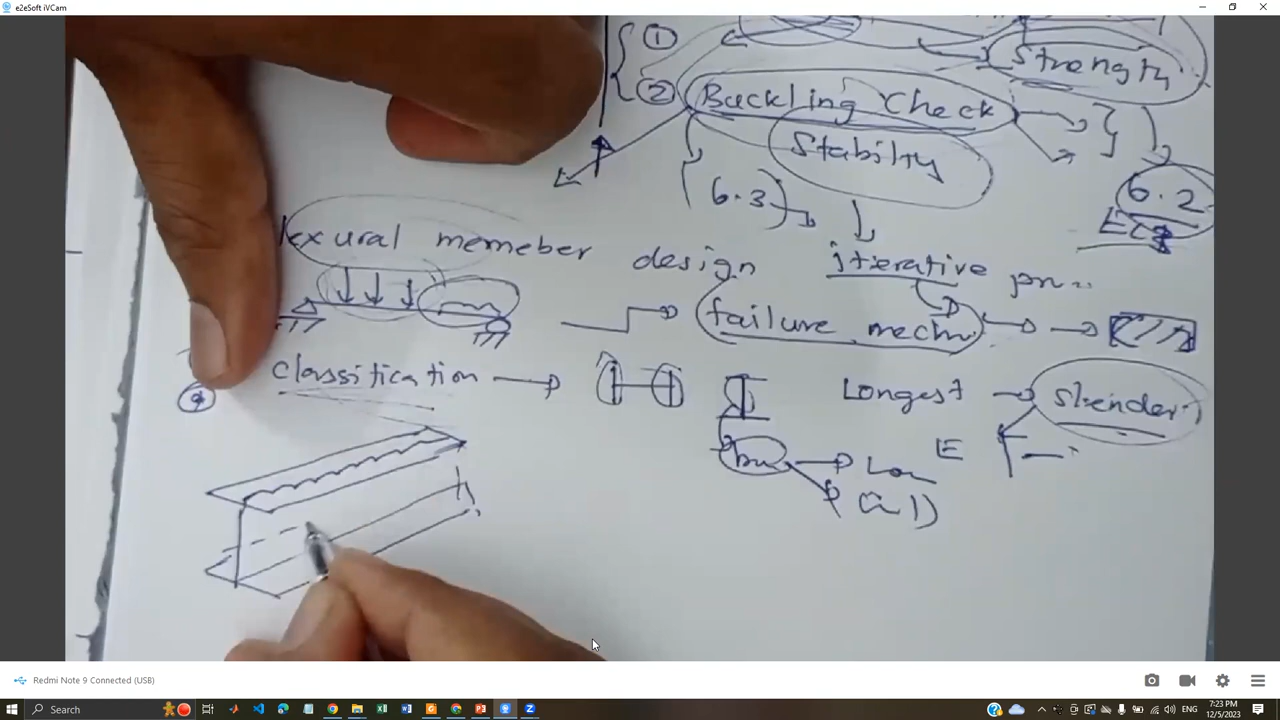 e2eSoft iVCam
①
Strength
② Buckling Check
Stability
6.3)
6.2
lexural memeber design iterative
failure mech.
classification
Longest
slender
E
Redmi Note 9 Connected (USB)
Search
ENG
7:23 PM
12/5/2023